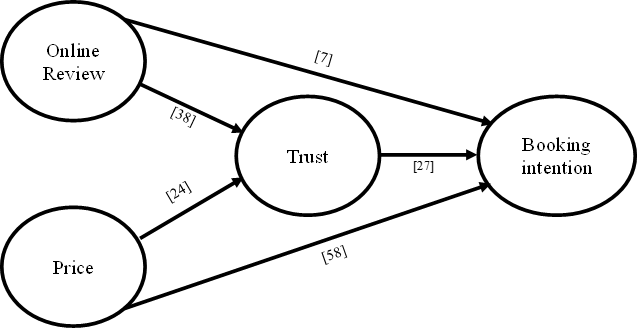 Online
Review
[7]
[38]
Trust
[27]
Booking
intention
[24]
Price
[58]